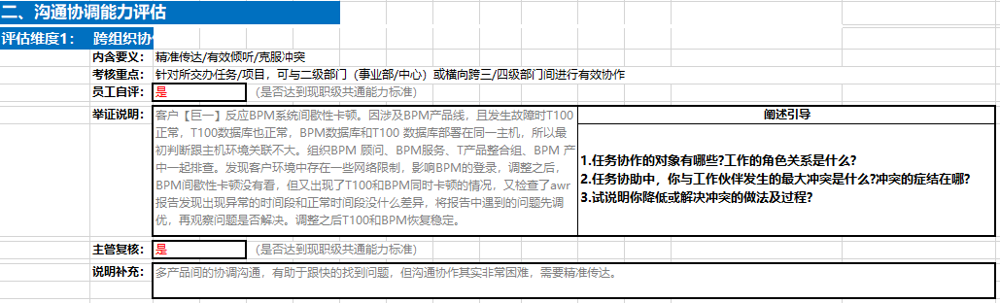 二、沟通协调能力评估
评估维度1： 跨组织协
内含要义： 精准传达/有效倾听/克服冲突
考核重点： 针对所交办任务/项目，可与二级部门（事业部/中心）或横向跨三/四级部门间进行有效协作
员工自评： 是 （是否达到现职级共通能力标准）
举证说明：
客户【巨一】反应BPM系统间歇性卡顿。因涉及BPM产品线，且发生故障时T100
正常，T100数据库也正常，BPM数据库和T100 数据库部署在同一主机，所以最
初判断跟主机环境关联不大。组织BPM 顾问、BPM服务、T产品整合组、BPM 产
中一起排查。发现客户环境中存在一些网络限制，影响BPM的登录，调整之后，
BPM间歇性卡顿没有看，但又出现了T100和BPM同时卡顿的情况，又检查了awr
报告发现出现异常的时间段和正常时间段没什么差异，将报告中遇到的问题先调
优，再观察问题是否解决。调整之后T100和BPM恢复稳定。
阐述引导
1.任务协作的对象有哪些?工作的角色关系是什么?
2.任务协助中，你与工作伙伴发生的最大冲突是什么?冲突的症结在哪?
3.试说明你降低或解决冲突的做法及过程?
主管复核： 是 （是否达到现职级共通能力标准）
说明补充： 多产品间的协调沟通，有助于跟快的找到问题，但沟通协作其实非常困难，需要精准传达。